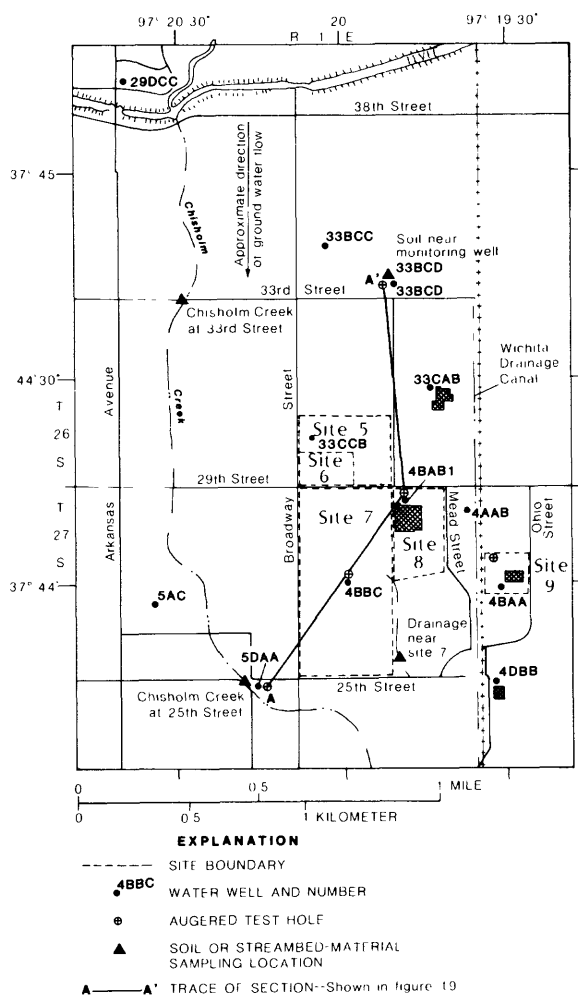 97° 20'30"
20
97° 19'30"
R 1 E
29DCC
38th Street
37° 45'
Chisholm
Approximate direction
of ground water flow
33BCC
Soil near
monitoring well
33BCD
A'
33BCD
33rd Street
Chisholm Creek
at 33rd Street
Wichita
Drainage
Canal
44'30"
33CAB
T
26
S
Avenue
Creek
Street
Site 5
33CCB
Site
6
29th Street
4BAB1
T
27
S
Arkansas
Broadway
Site 7
Site
8
Mead Street
4AAB
Ohio Street
Site
9
37° 44'
4BBC
4BAA
5AC
Drainage
near
site 7
5DAA
4DBB
A
25th Street
Chisholm Creek
at 25th Street
0 0.5 1 MILE
0 0.5 1 KILOMETER
EXPLANATION
SITE BOUNDARY
4BBC WATER WELL AND NUMBER
AUGERED TEST HOLE
SOIL OR STREAMBED-MATERIAL
SAMPLING LOCATION
A A' TRACE OF SECTION--Shown in figure 19